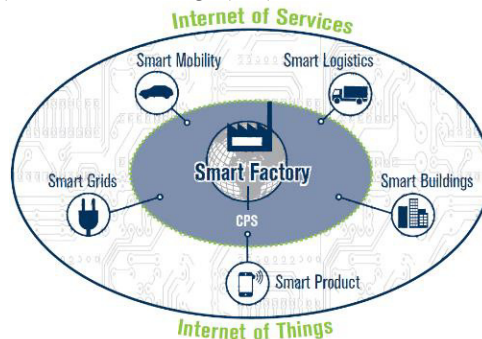 Internet of Services
Smart Mobility
Smart Logistics
Smart Factory
Smart Grids
Smart Buildings
CPS
Smart Product
Internet of Things